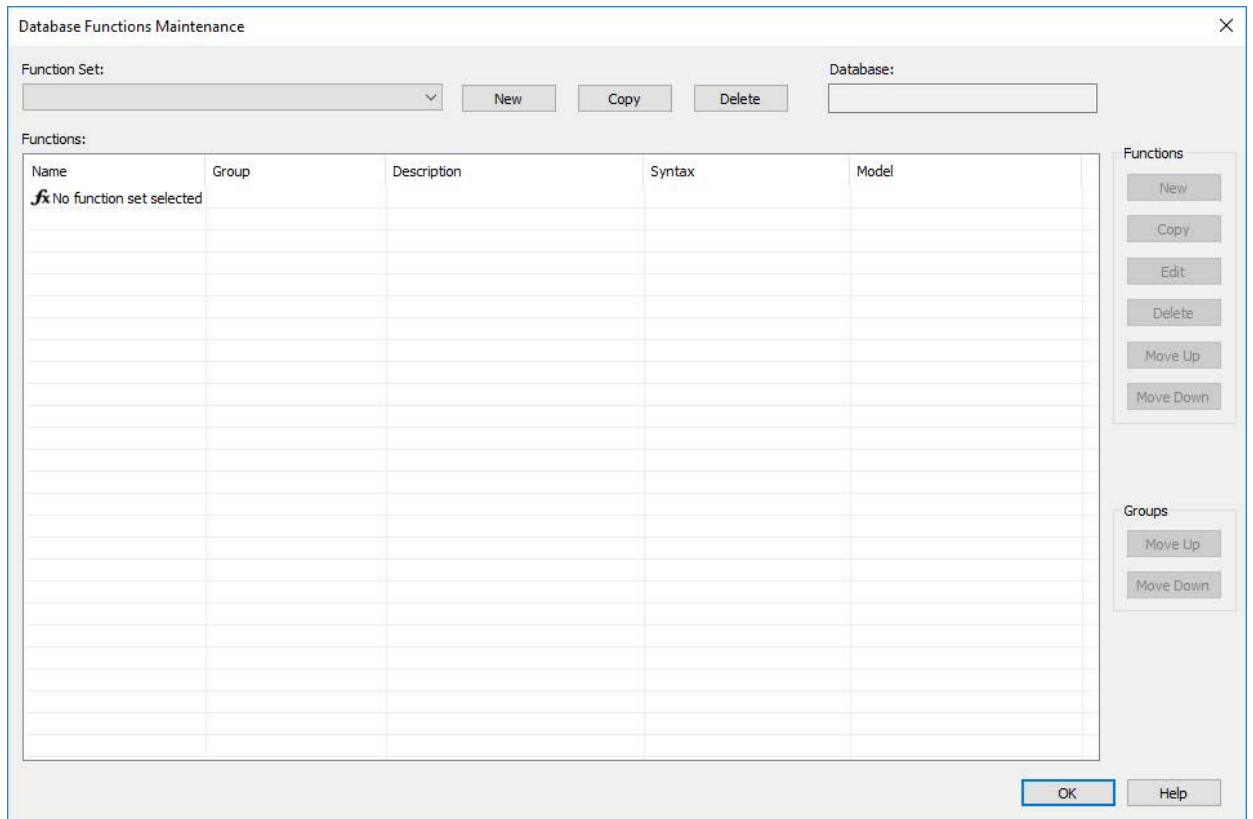 Database Functions Maintenance
Function Set:
Database:
New Copy Delete
Functions:
Name Group Description Syntax Model
fx No function set selected
Functions
New
Copy
Edit
Delete
Move Up
Move Down
Groups
Move Up
Move Down
OK Help